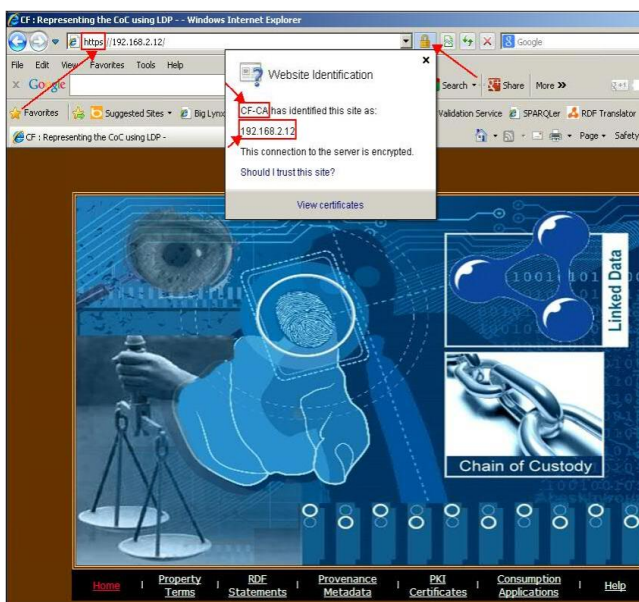 CF : Representing the CoC using LDP - - Windows Internet Explorer
https://192.168.2.12/
Google
File Edit View Favorites Tools Help
x Google
Search Share More »
Favorites Suggested Sites Big Lynx
Validation Service SPARQLer RDF Translator
CF : Representing the CoC using LDP -
Page Safety
Website Identification
CF-CA has identified this site as:
192.168.2.12
This connection to the server is encrypted.
Should I trust this site?
View certificates
Linked Data
Chain of Custody
Home | Property Terms | RDF Statements | Provenance Metadata | PKI Certificates | Consumption Applications | Help